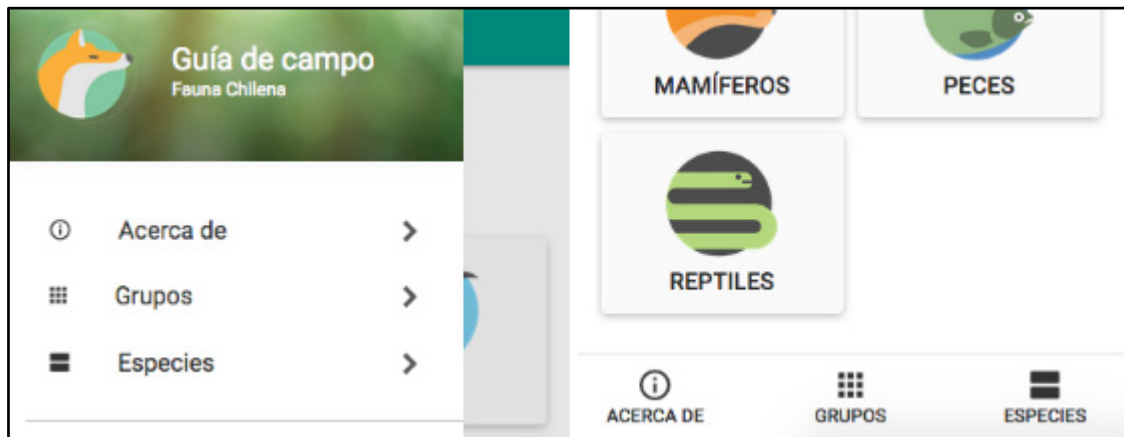 Guía de campo
Fauna Chilena
Acerca de
Grupos
Especies
MAMÍFEROS
PECES
REPTILES
ACERCA DE
GRUPOS
ESPECIES